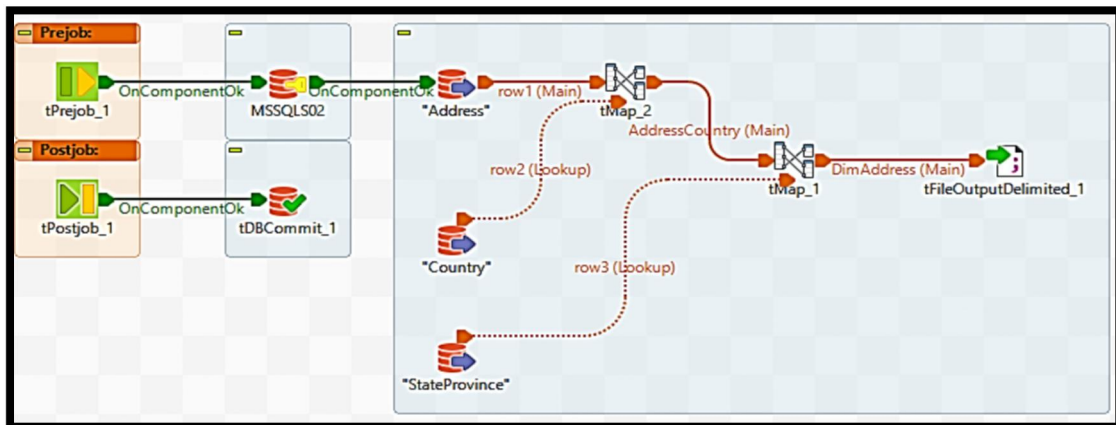 Prejob:
OnComponentOk
OnComponentOk
tPrejob_1
MSSQLS02
"Address"
row1 (Main)
tMap_2
AddressCountry (Main)
Postjob:
row2 (Lookup)
DimAddress (Main)
tMap_1
tFileOutputDelimited_1
OnComponentOk
tPostjob_1
tDBCommit_1
"Country"
row3 (Lookup)
"StateProvince"